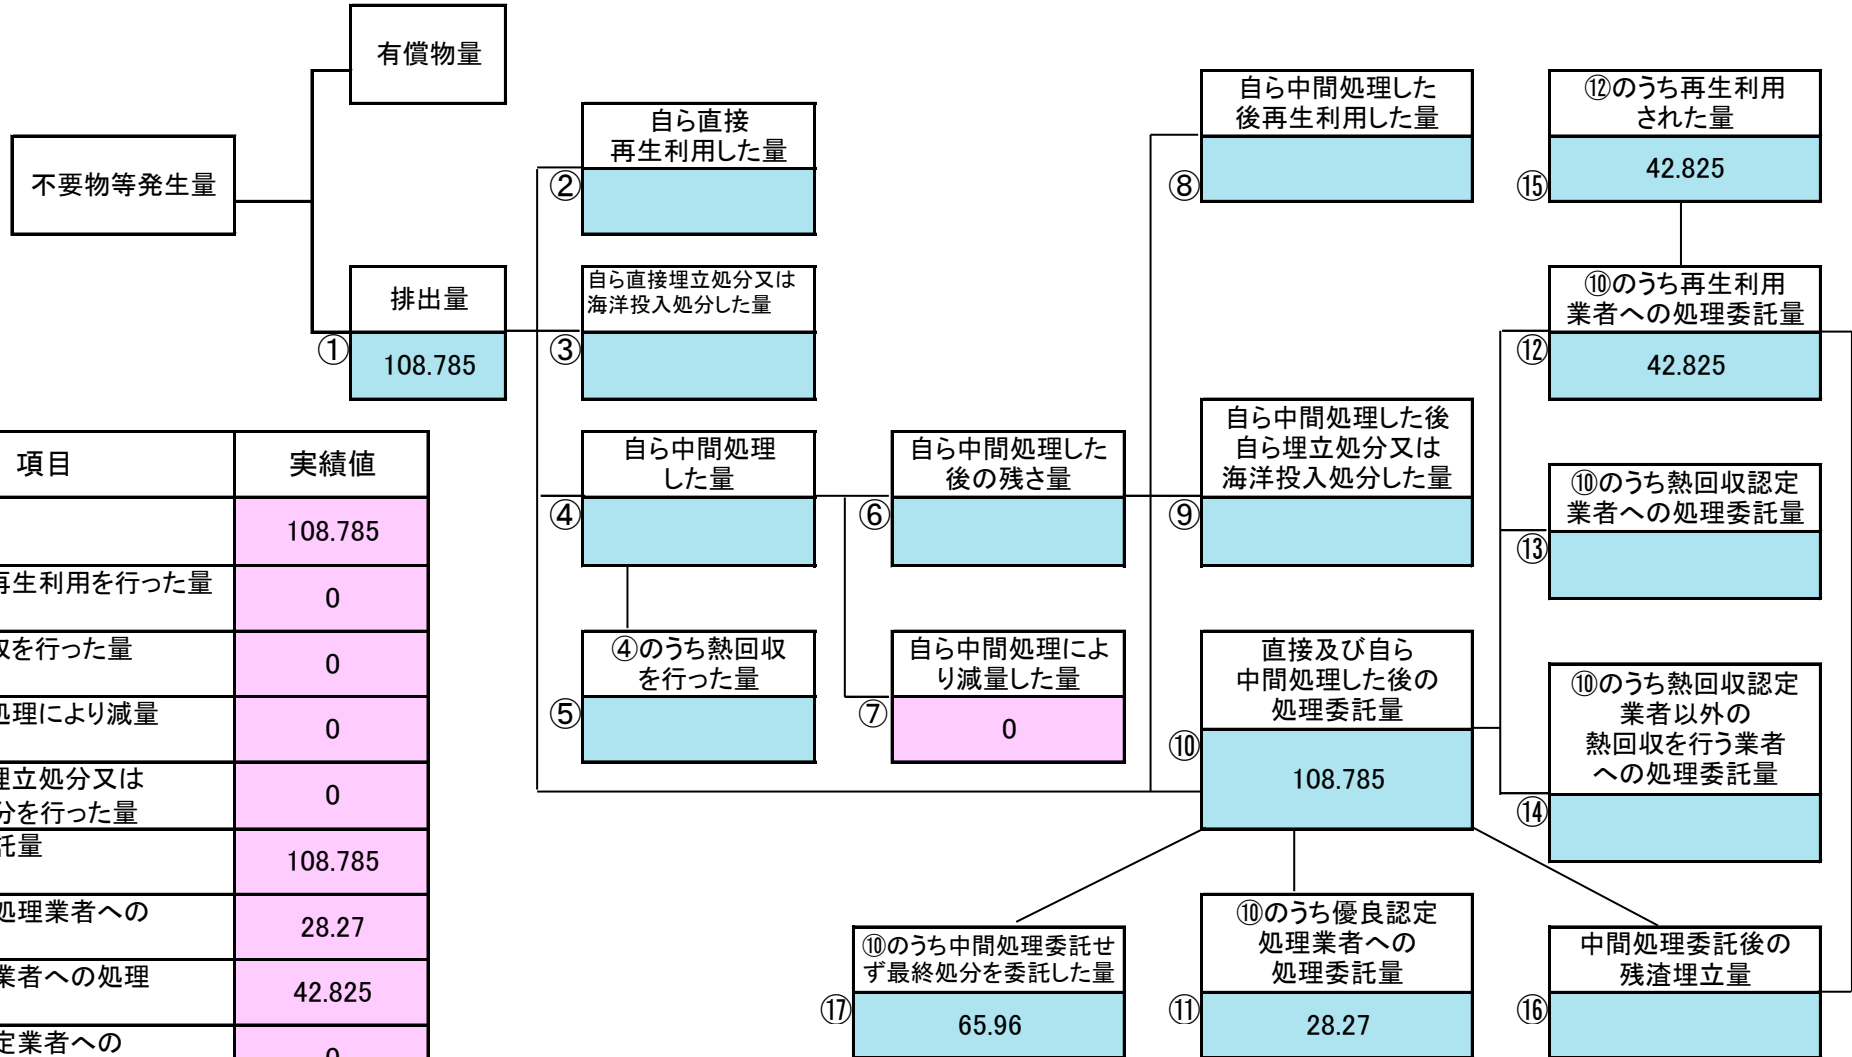 有償物量
不要物等発生量
排出量
①
108.785
自ら直接
再生利用した量
②
自ら直接埋立処分又は
海洋投入処分した量
③
自ら中間処理
した量
④
④のうち熱回収
を行った量
⑤
自ら中間処理した
後の残さ量
⑥
自ら中間処理によ
り減量した量
⑦
0
自ら中間処理した
後再生利用した量
⑧
自ら中間処理した後
自ら埋立処分又は
海洋投入処分した量
⑨
直接及び自ら
中間処理した後の
処理委託量
⑩
108.785
⑫のうち再生利用
された量
⑮
42.825
⑩のうち再生利用
業者への処理委託量
⑫
42.825
⑩のうち熱回収認定
業者への処理委託量
⑬
⑩のうち熱回収認定
業者以外の
熱回収を行う業者
への処理委託量
⑭
⑩のうち中間処理委託せ
ず最終処分を委託した量
⑰
65.96
⑩のうち優良認定
処理業者への
処理委託量
⑪
28.27
中間処理委託後の
残渣埋立量
⑯
項目
実績値
108.785
再生利用を行った量
0
を行った量
0
処理により減量
0
埋立処分又は
分を行った量
0
託量
108.785
処理業者への
28.27
業者への処理
42.825
定業者への
0